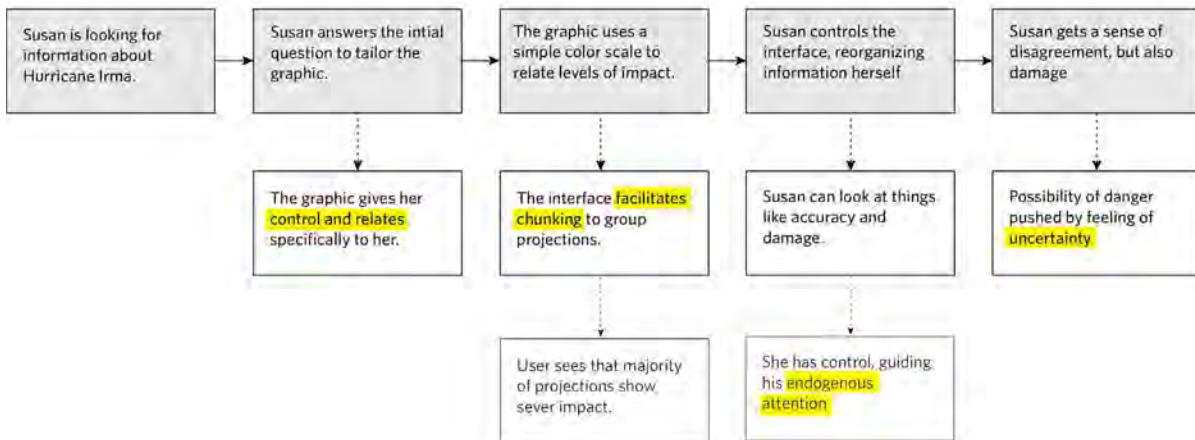 Susan is looking for
information about
Hurricane Irma.
Susan answers the intial
question to tailor the
graphic.
The graphic uses a
simple color scale to
relate levels of impact.
Susan controls the
interface, reorganizing
information herself
Susan gets a sense of
disagreement, but also
damage
The graphic gives her
control and relates
specifically to her.
The interface facilitates
chunking to group
projections.
Susan can look at things
like accuracy and
damage.
Possibility of danger
pushed by feeling of
uncertainty
User sees that majority
of projections show
sever impact.
She has control, guiding
his endogenous
attention